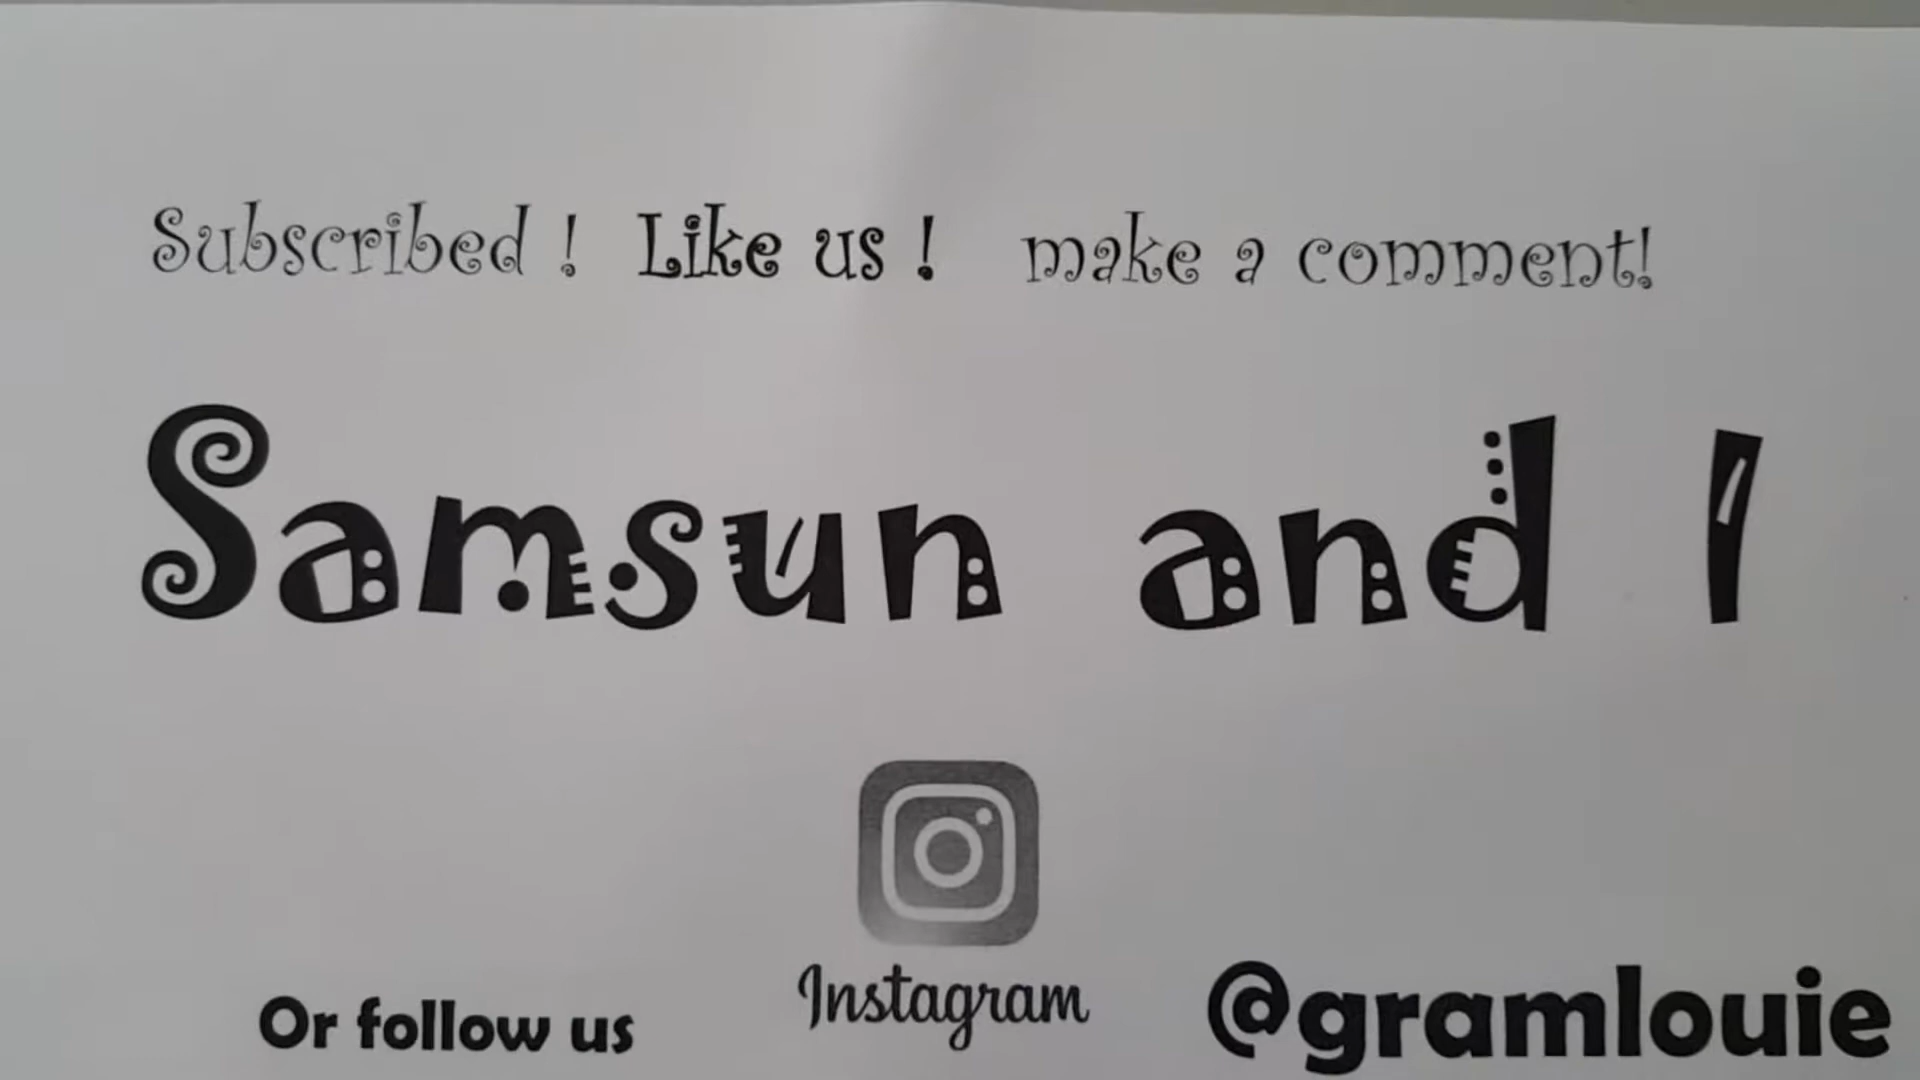 Subscribed ! Like us ! make a comment!
Samsun and I
Instagram
Or follow us @gramlouie